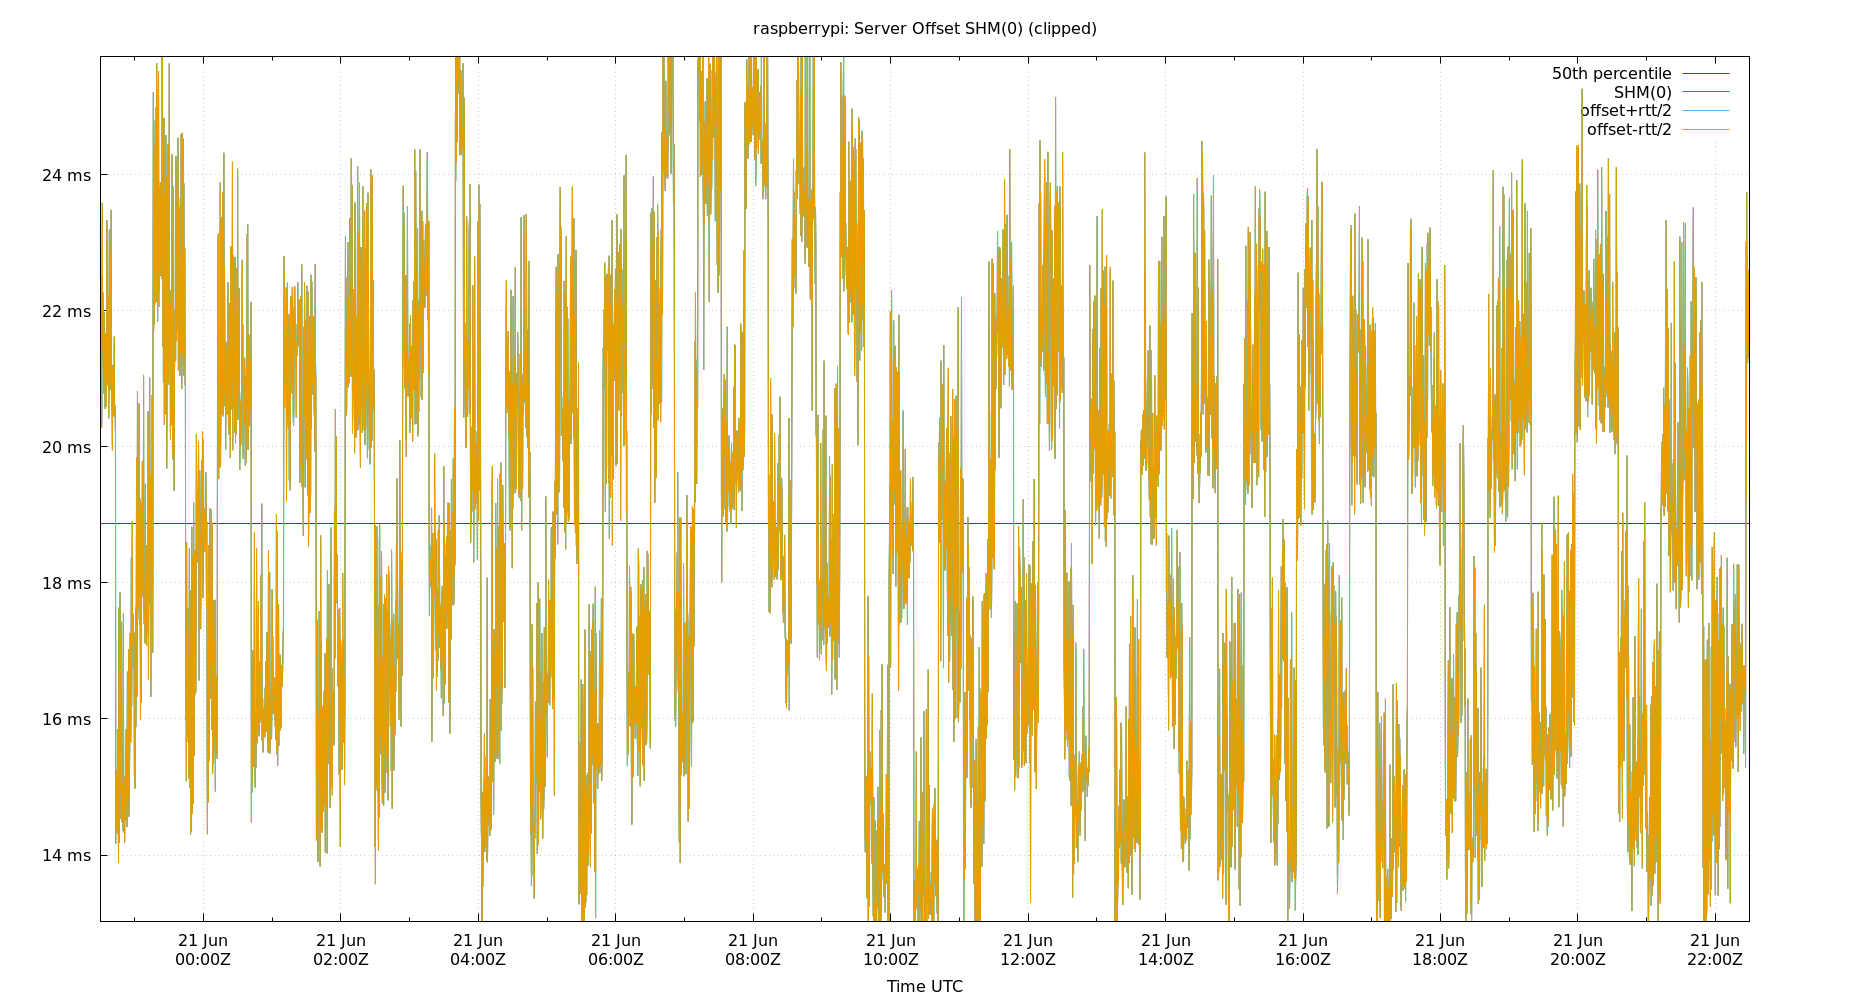 raspberrypi: Server Offset SHM(0) (clipped)
50th percentile
SHM(0)
offset+rtt/2
offset-rtt/2
24 ms
22 ms
20 ms
18 ms
16 ms
14 ms
21 Jun 21 Jun 21 Jun 21 Jun 21 Jun 21 Jun 21 Jun 21 Jun 21 Jun 21 Jun 21 Jun 21 Jun
00:00Z 02:00Z 04:00Z 06:00Z 08:00Z 10:00Z 12:00Z 14:00Z 16:00Z 18:00Z 20:00Z 22:00Z
Time UTC